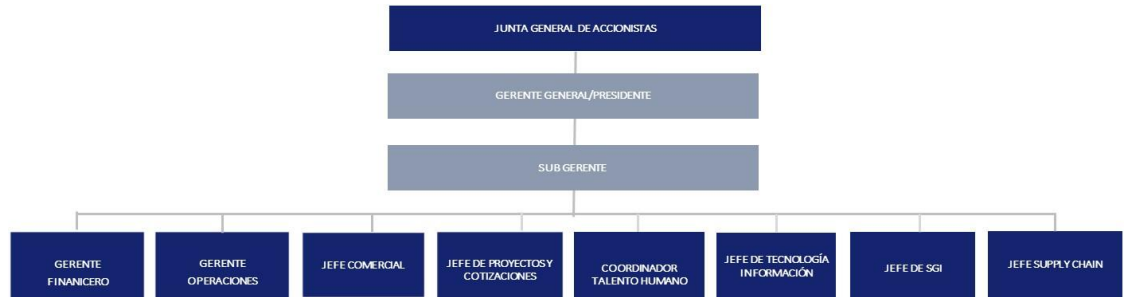 JUNTA GENERAL DE ACCIONISTAS
GERENTE GENERAL/PRESIDENTE
SUB GERENTE
GERENTE
FINANICERO
GERENTE
OPERACIONES
JEFE COMERCIAL
JEFE DE PROYECTOS Y
COTIZACIONES
COORDINADOR
TALENTO HUMANO
JEFE DE TECNOLOGÍA
INFORMACIÓN
JEFE DE SGI
JEFE SUPPLY CHAIN